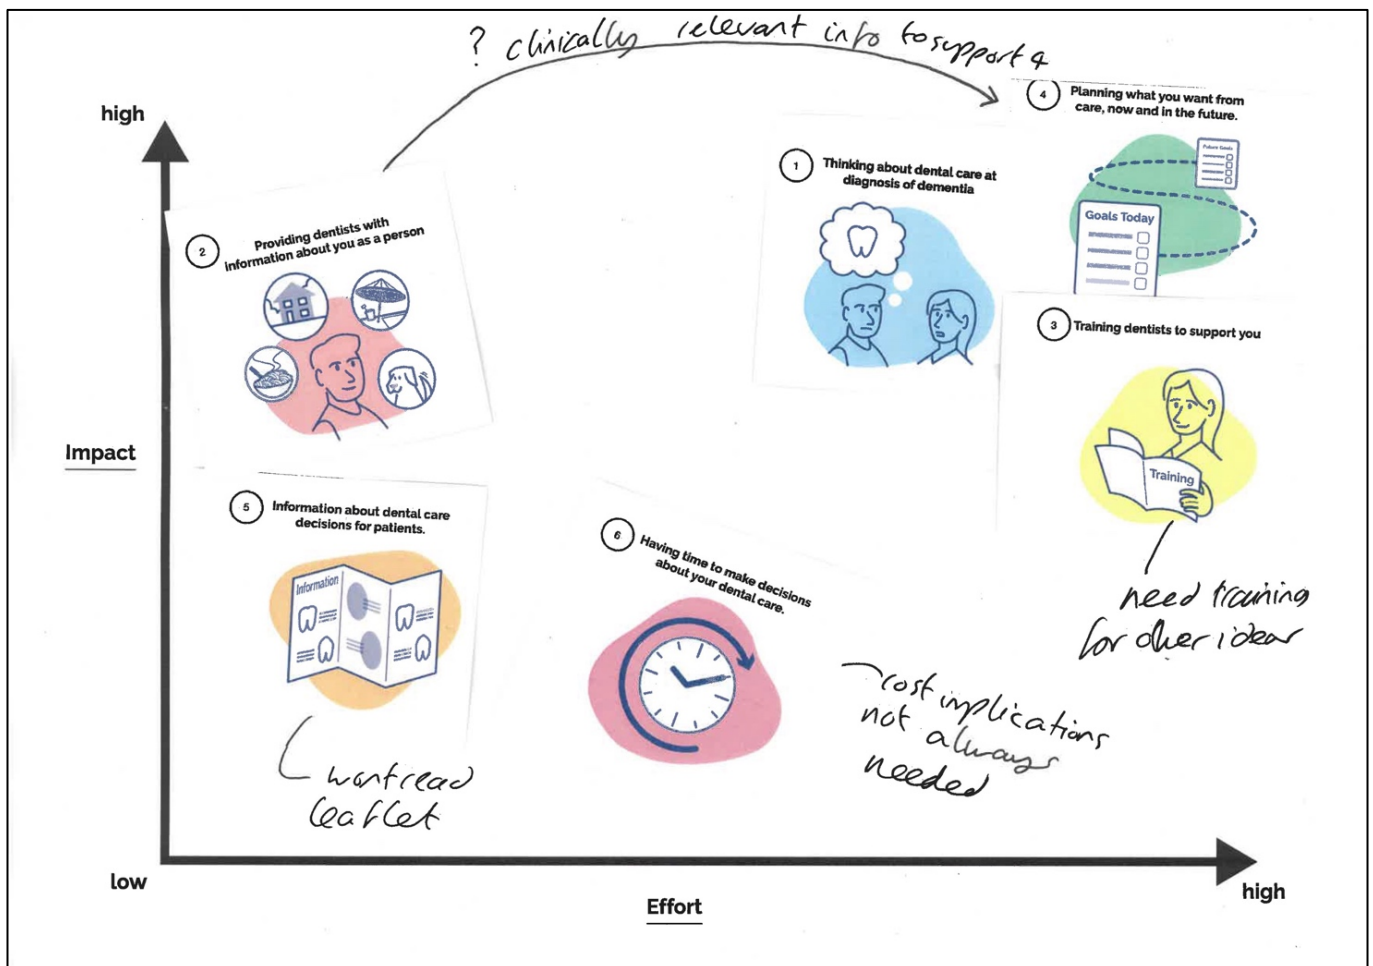 ? clinically relevant info to support 4
high
4
Planning what you want from
care, now and in the future.
Future Goals
Goals Today
1
Thinking about dental care at
diagnosis of dementia
2
Providing dentists with
information about you as a person
3
Training dentists to support you
Training
Impact
5
Information about dental care
decisions for patients.
Information
6
Having time to make decisions
about your dental care.
need training
for other ideas
cost implications
not always
needed
wont read
leaflet
low
Effort
high